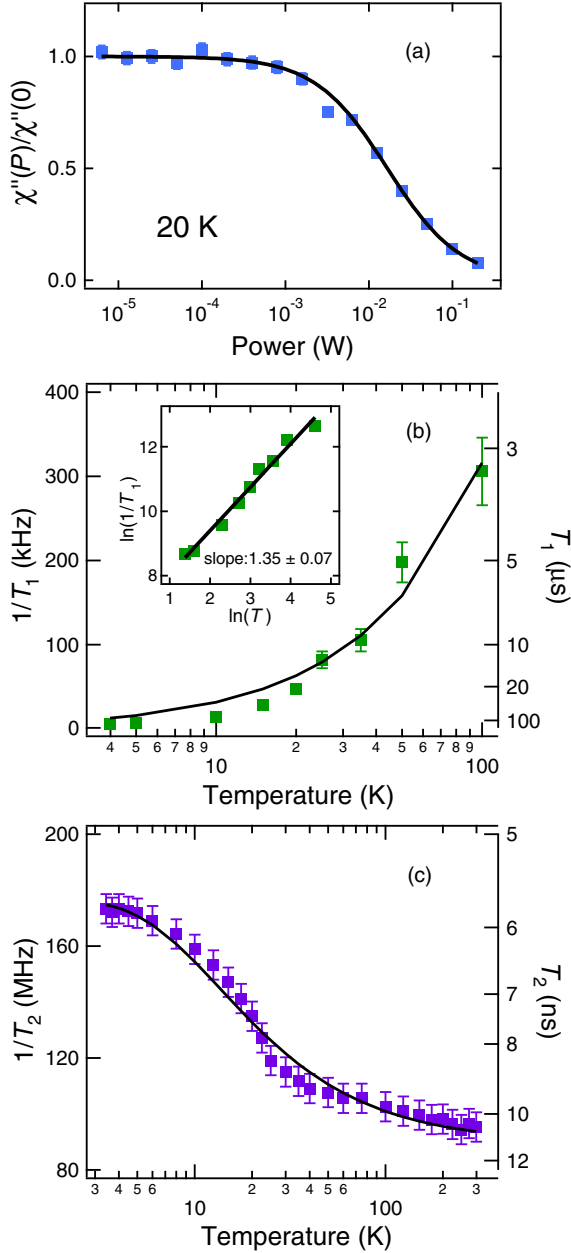 (a)
χ"(P)/χ"(0)
1.0
0.5
0.0
20 K
10-5 10-4 10-3 10-2 10-1
Power (W)
(b)
1/T1 (kHz)
400
300
200
100
0
ln(1/T1)
12
10
8
slope:1.35 ± 0.07
1 2 3 4 5
ln(T)
3
5
10
20
100
T1 (μs)
4 5 6 7 8 9 10 2 3 4 5 6 7 8 9 100
Temperature (K)
(c)
1/T2 (MHz)
200
160
120
80
5
6
7
8
10
11
T2 (ns)
3 4 5 6 10 2 3 4 5 6 100 2 3
Temperature (K)